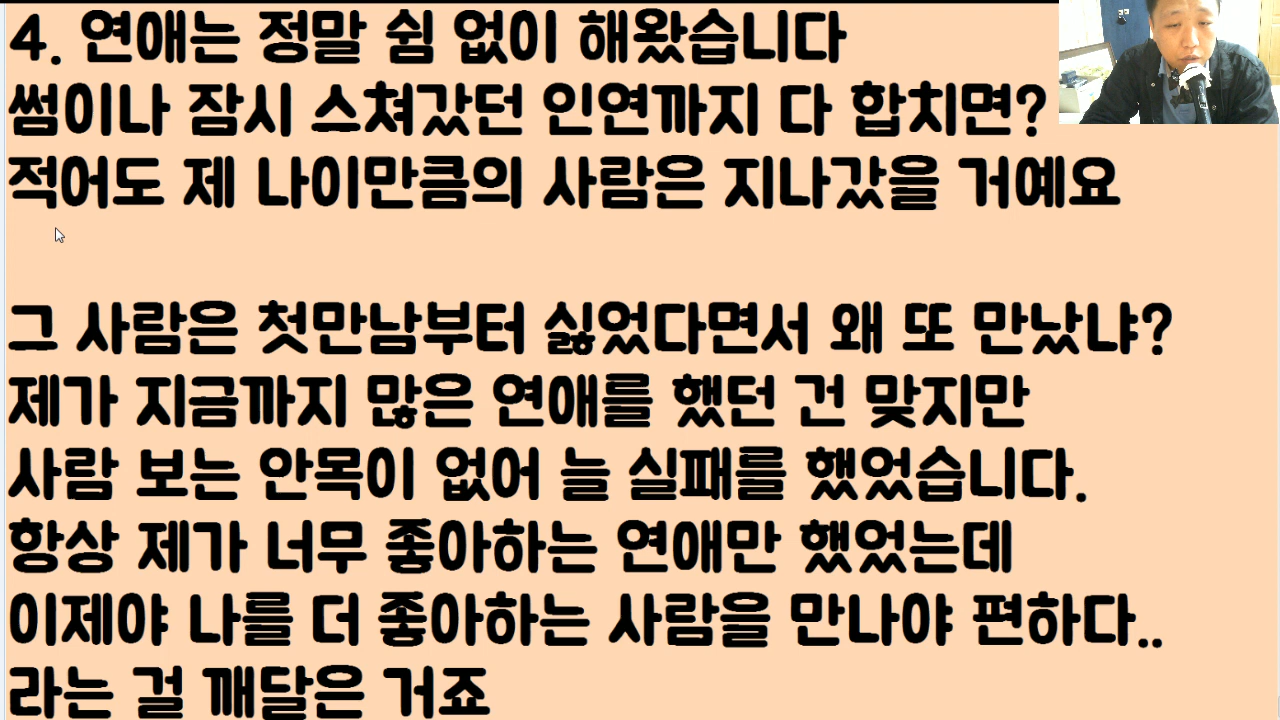 4. 연애는 정말 쉼 없이 해왔습니다
썸이나 잠시 스쳐갔던 인연까지 다 합치면?
적어도 제 나이만큼의 사람은 지나갔을 거예요
그 사람은 첫만남부터 싫었다면서 왜 또 만났냐?
제가 지금까지 많은 연애를 했던 건 맞지만
사람 보는 안목이 없어 늘 실패를 했었습니다.
항상 제가 너무 좋아하는 연애만 했었는데
이제야 나를 더 좋아하는 사람을 만나야 편하다..
라는 걸 깨달은 거죠